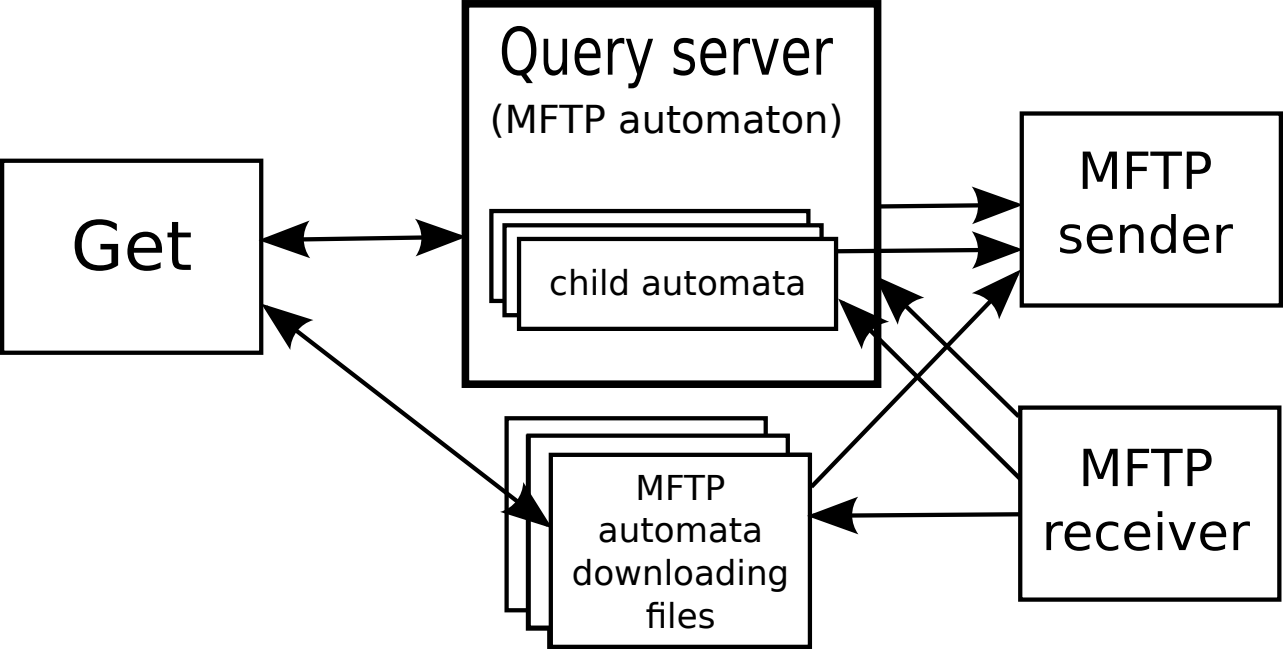 Query server
(MFTP automaton)
Get
child automata
MFTP
sender
MFTP
automata
downloading
files
MFTP
receiver